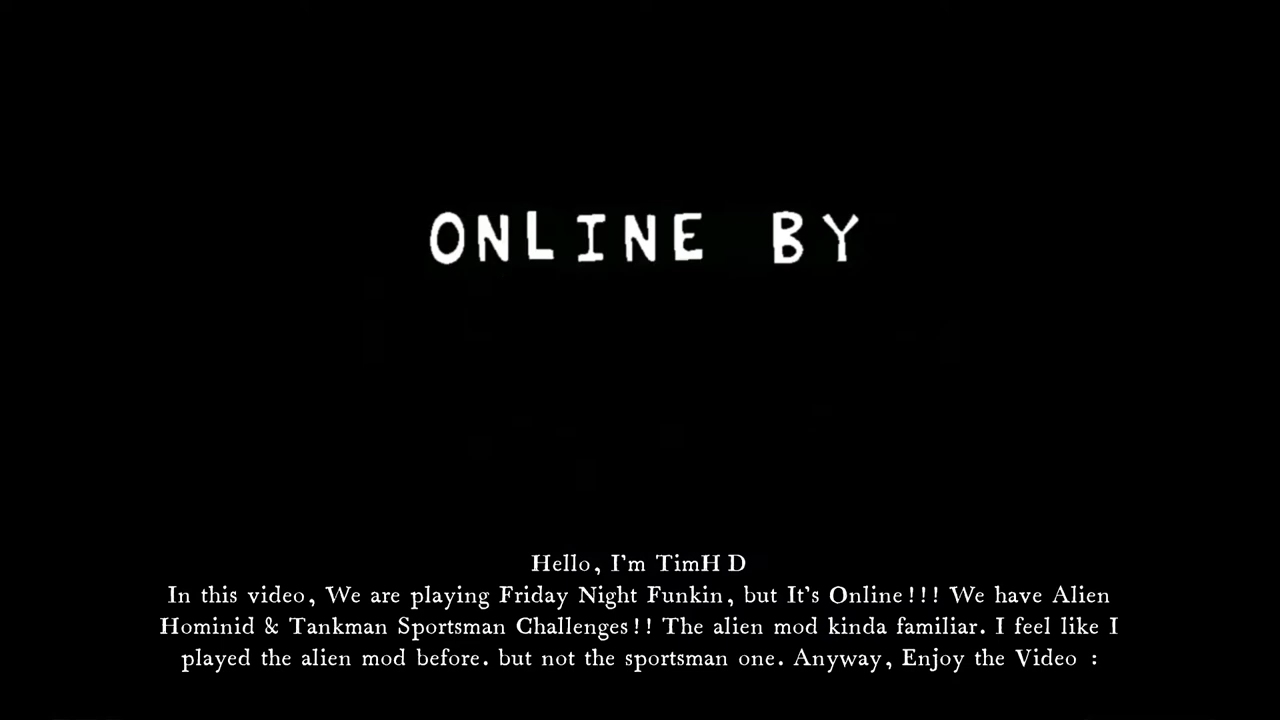 ONLINE BY
Hello, I'm TimH D
In this video, We are playing Friday Night Funkin, but It's Online!!! We have Alien
Hominid & Tankman Sportsman Challenges!! The alien mod kinda familiar. I feel like I
played the alien mod before. but not the sportsman one. Anyway, Enjoy the Video :